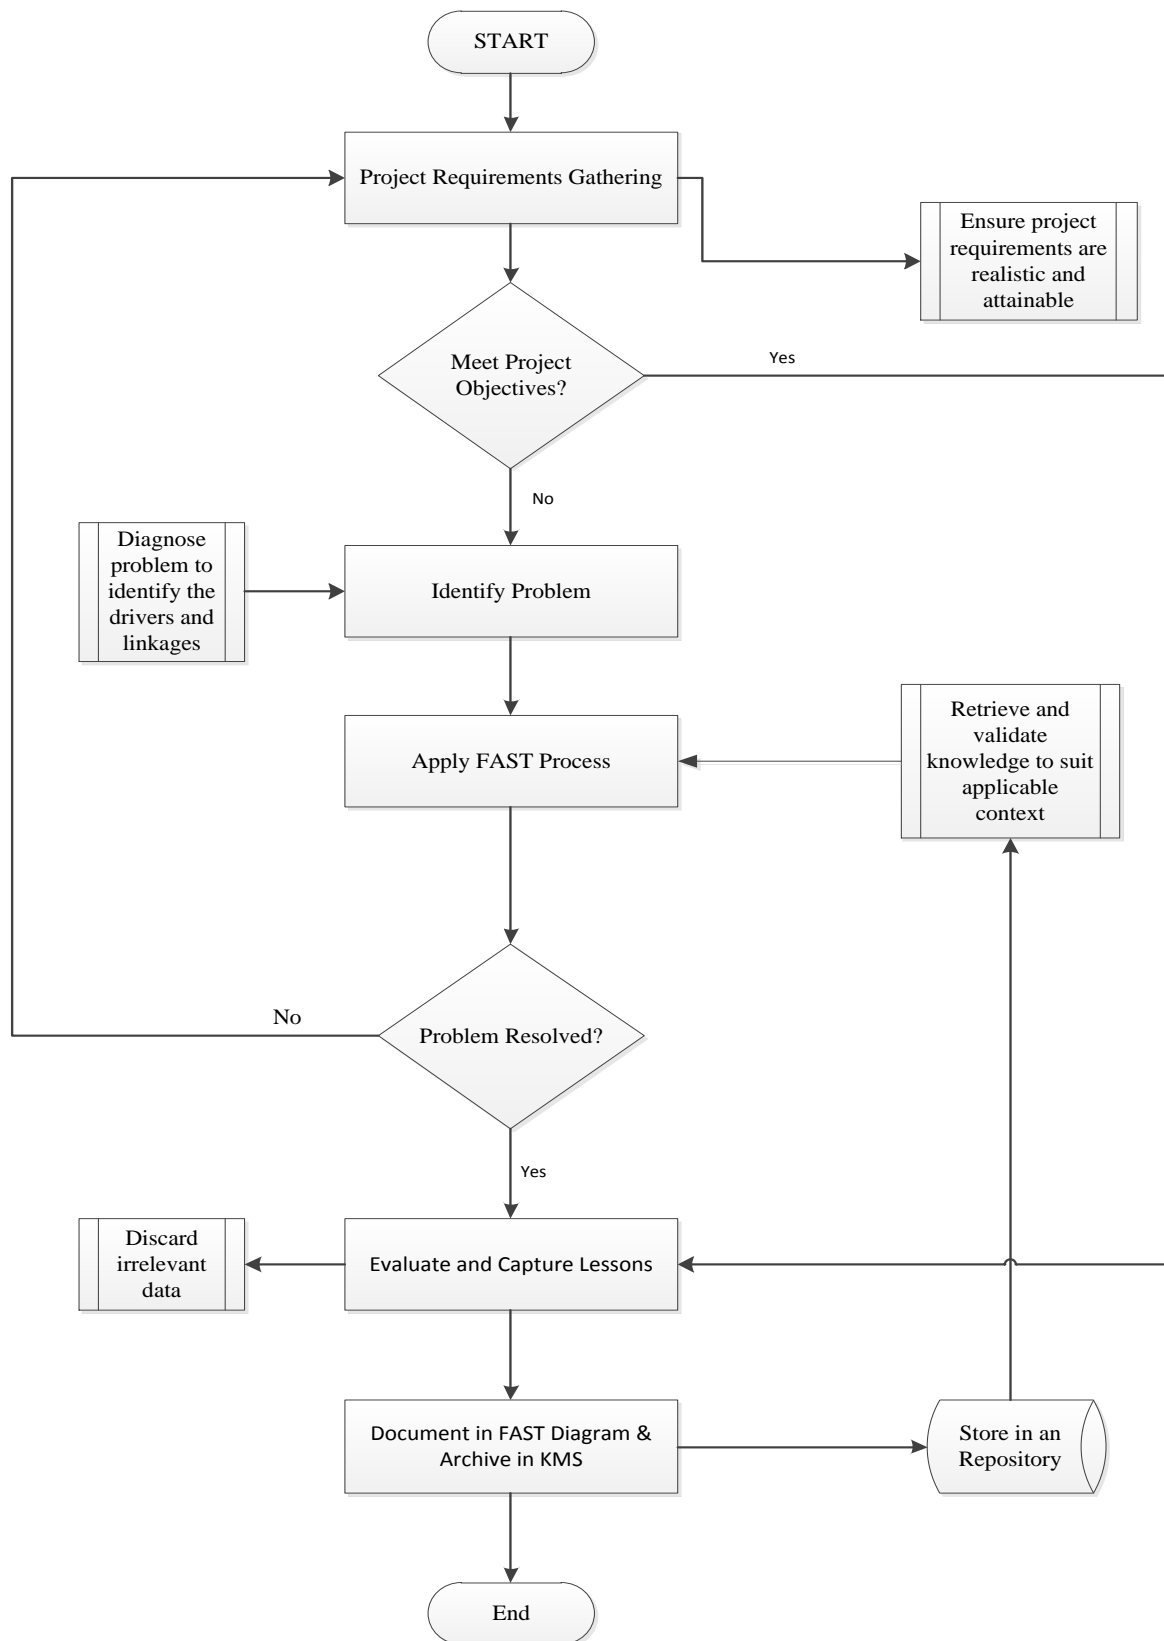 START
Project Requirements Gathering
Ensure project
requirements are
realistic and
attainable
Meet Project
Objectives?
Yes
No
Diagnose
problem to
identify the
drivers and
linkages
Identify Problem
Retrieve and
validate
knowledge to suit
applicable
context
Apply FAST Process
No
Problem Resolved?
Yes
Discard
irrelevant
data
Evaluate and Capture Lessons
Document in FAST Diagram &
Archive in KMS
Store in an
Repository
End